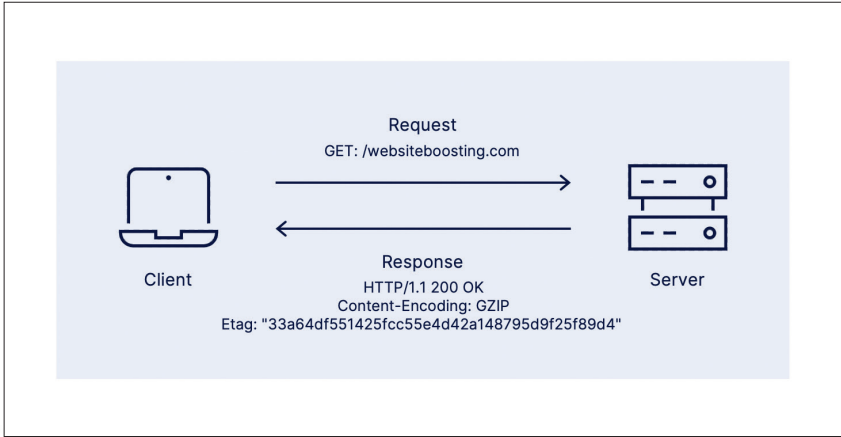 Request
GET: /websiteboosting.com
Client
Server
Response
HTTP/1.1 200 OK
Content-Encoding: GZIP
Etag: "33a64df551425fcc55e4d42a148795d9f25f89d4"